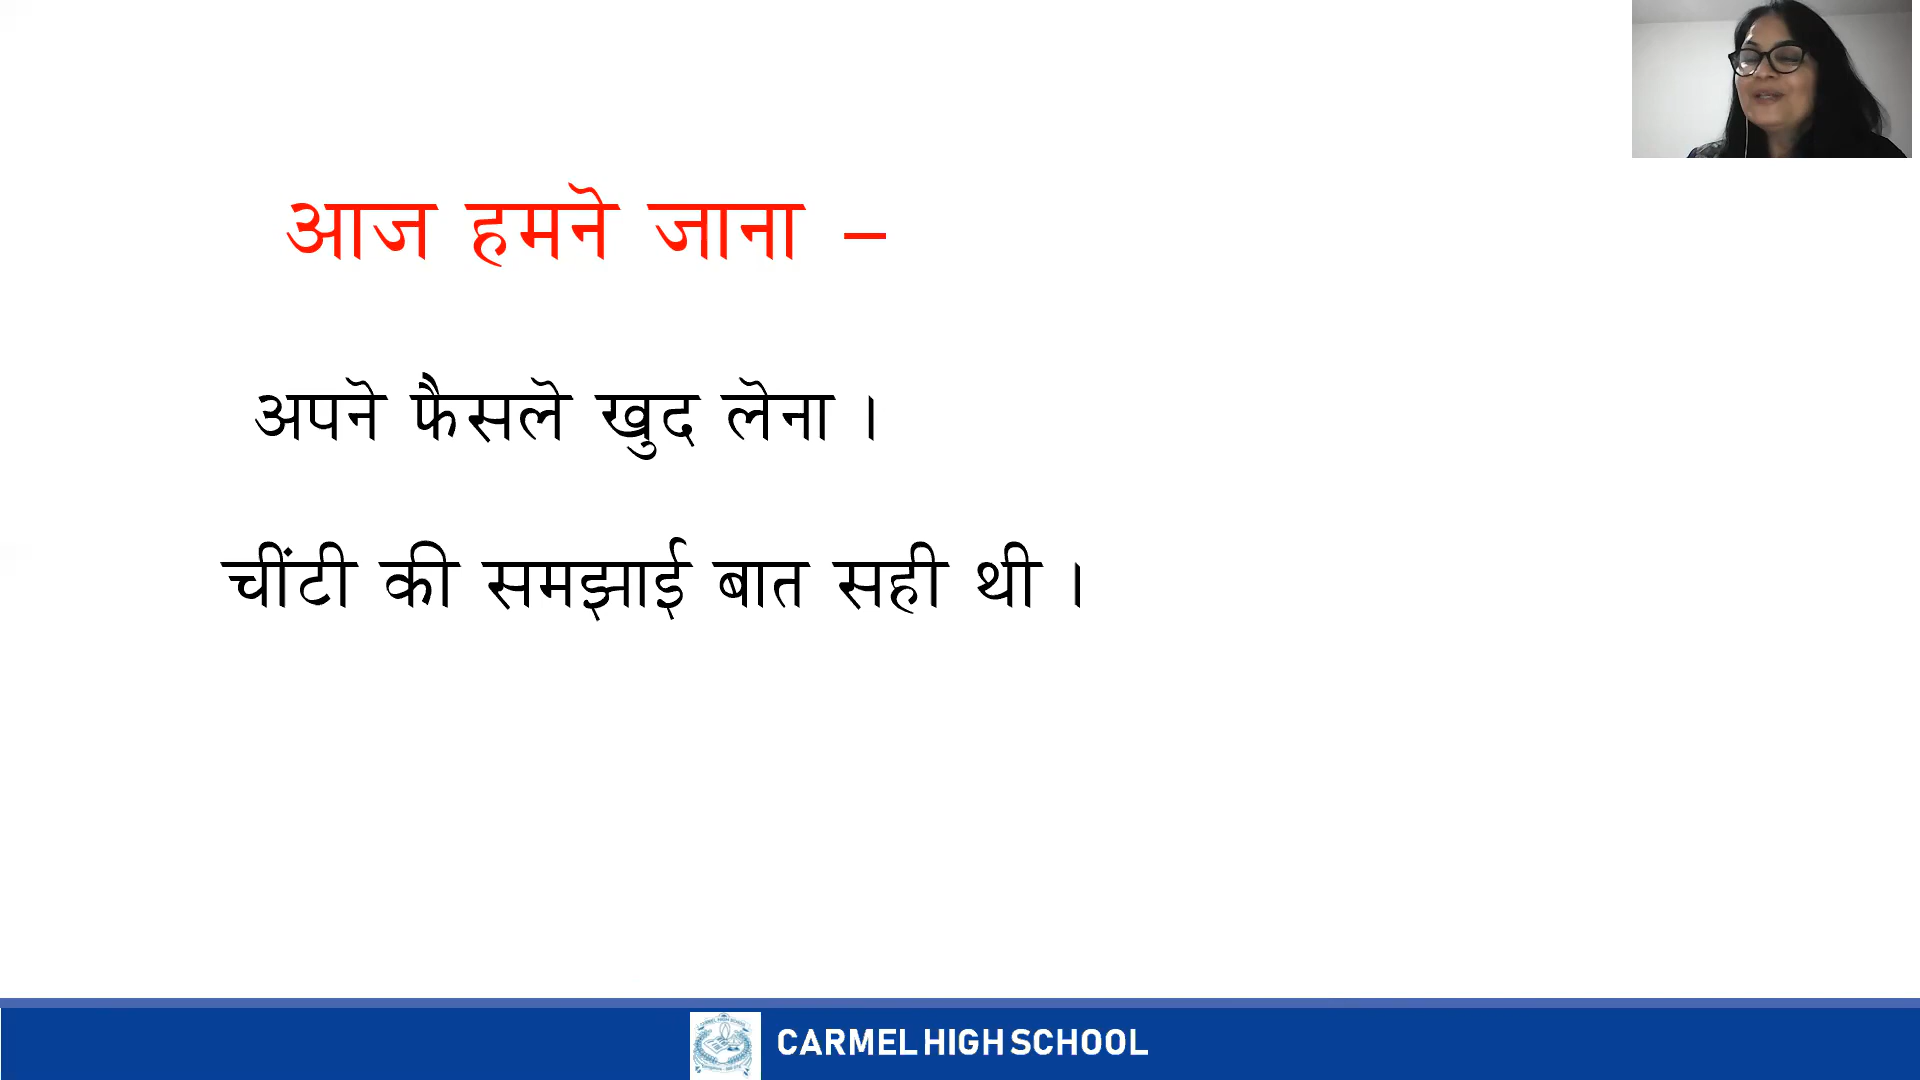 आज हमने जाना –
अपने फैसले खुद लेना ।
चींटी की समझाई बात सही थी ।
CARMEL HIGH SCHOOL